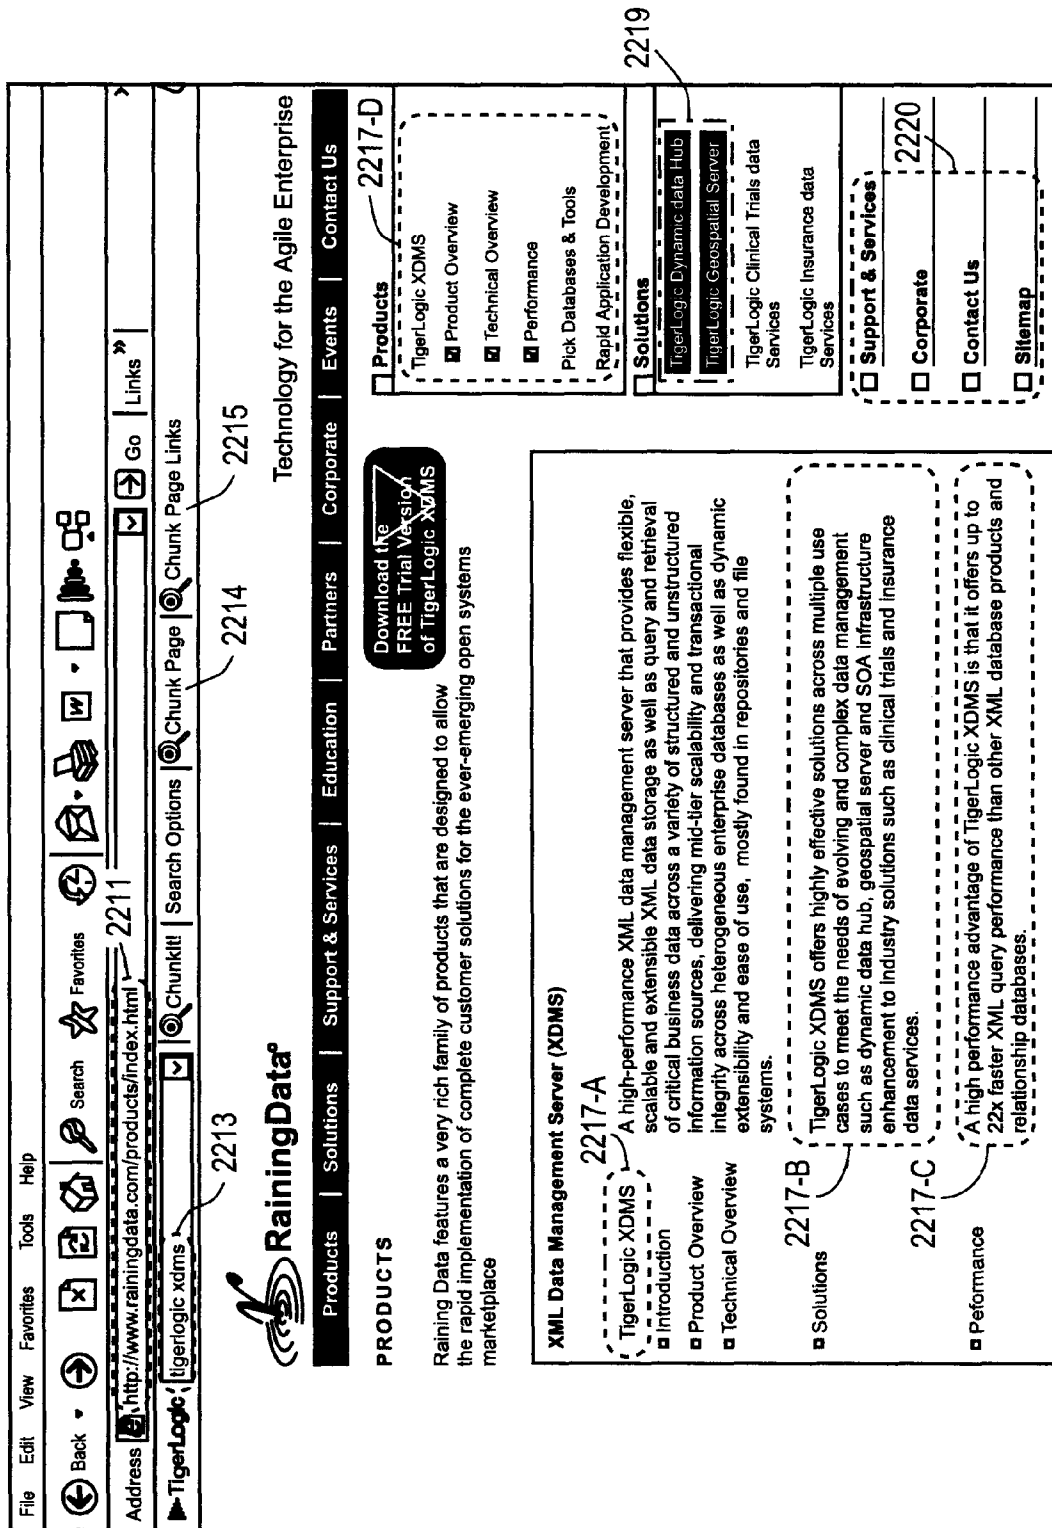 File Edit View Favorites Tools Help
Back Search Favorites W
Address http://www.rainingdata.com/products/index.html Go Links »
2211
TigerLogic tigerlogic xdms ChunkIt! Search Options Chunk Page Chunk Page Links
2213
2214
2215
RainingData
Technology for the Agile Enterprise
Products | Solutions | Support & Services | Education | Partners | Corporate | Events | Contact Us
PRODUCTS
Raining Data features a very rich family of products that are designed to allow
the rapid implementation of complete customer solutions for the ever-emerging open systems
marketplace
Download the
FREE Trial Version
of TigerLogic XDMS
XML Data Management Server (XDMS)
2217-A
TigerLogic XDMS
Introduction
Product Overview
Technical Overview
A high-performance XML data management server that provides flexible,
scalable and extensible XML data storage as well as query and retrieval
of critical business data across a variety of structured and unstructured
information sources, delivering mid-tier scalability and transactional
integrity across heterogeneous enterprise databases as well as dynamic
extensibility and ease of use, mostly found in repositories and file
systems.
2217-B
Solutions
TigerLogic XDMS offers highly effective solutions across multiple use
cases to meet the needs of evolving and complex data management
such as dynamic data hub, geospatial server and SOA infrastructure
enhancement to industry solutions such as clinical trials and insurance
data services.
2217-C
Peformance
A high performance advantage of TigerLogic XDMS is that it offers up to
22x faster XML query performance than other XML database products and
relationship databases.
2217-D
Products
TigerLogic XDMS
Product Overview
Technical Overview
Performance
Pick Databases & Tools
Rapid Application Development
Solutions
2219
TigerLogic Dynamic data Hub
TigerLogic Geospatial Server
TigerLogic Clinical Trials data
Services
TigerLogic Insurance data
Services
2220
Support & Services
Corporate
Contact Us
Sitemap